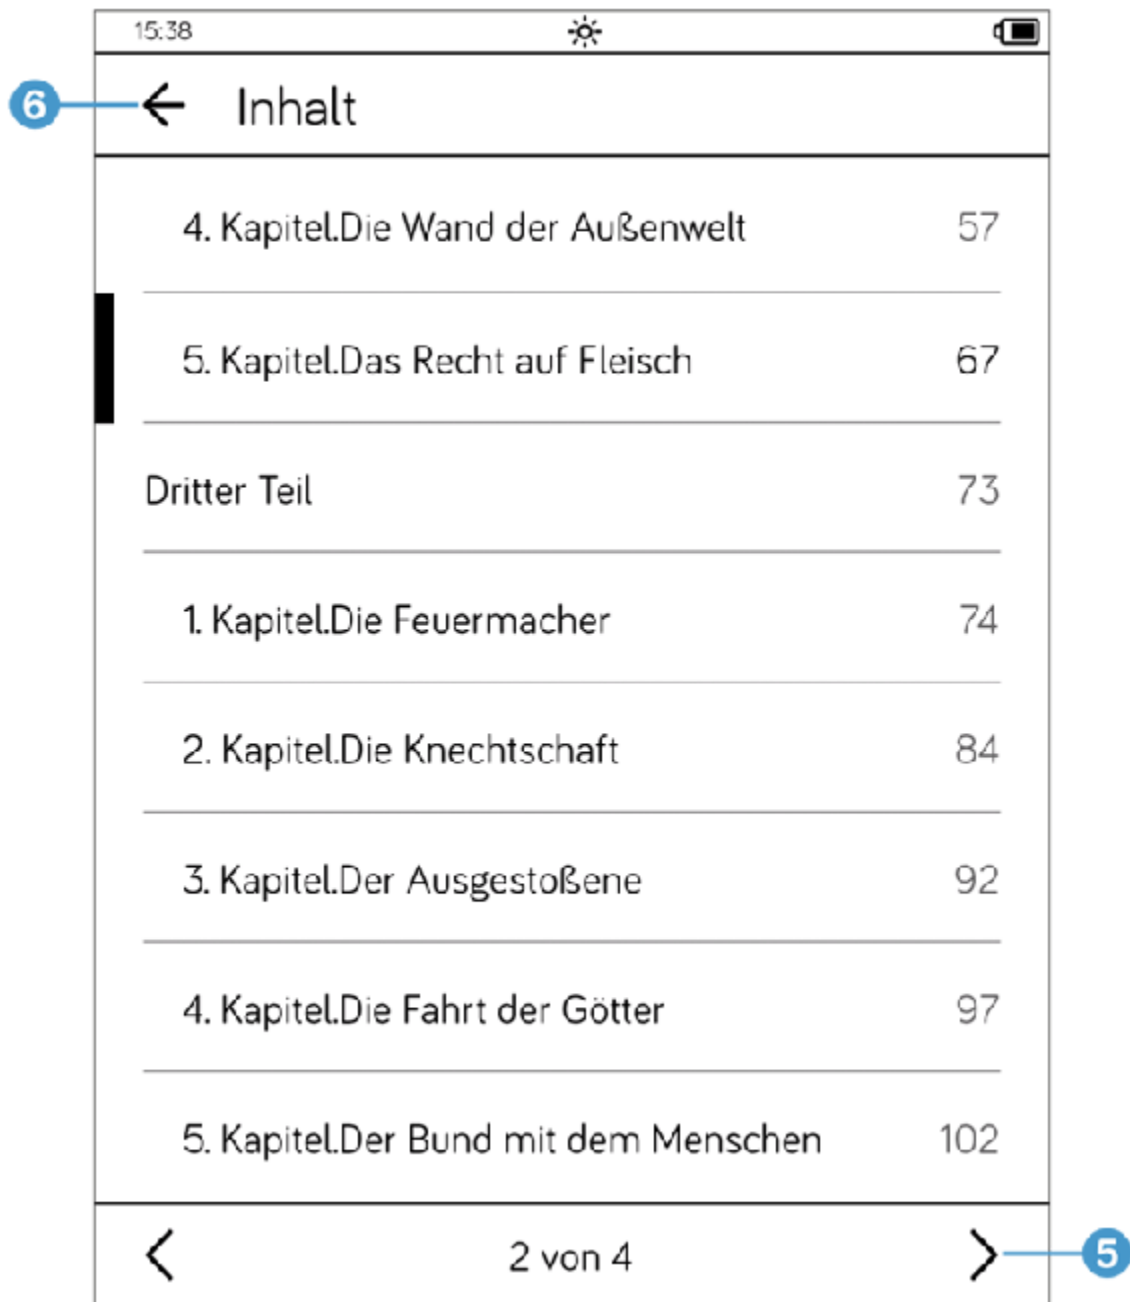 15:38
6
Inhalt
4. Kapitel.Die Wand der Außenwelt 57
5. Kapitel.Das Recht auf Fleisch 67
Dritter Teil 73
1. Kapitel.Die Feuermacher 74
2. Kapitel.Die Knechtschaft 84
3. Kapitel.Der Ausgestoßene 92
4. Kapitel.Die Fahrt der Götter 97
5. Kapitel.Der Bund mit dem Menschen 102
2 von 4
5